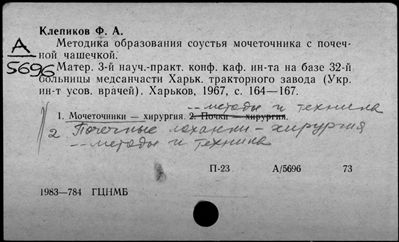 Клепиков Ф. А.
А
5696
Методика образования соустья мочеточника с почеч-
ной чашечкой.
Матер. 3-й науч.-практ. конф. каф. ин-та на базе 32-й
больницы медсанчасти Харьк. тракторного завода (Укр.
ин-т усов. врачей). Харьков, 1967, с. 164—167.
-- методы и техника
1. Мочеточники — хирургия. 2. Почки — хирургия.
2 Почечные лоханки – хирургия
-- методы и техника
П-23 А/5696 73
1983—784 ГЦНМБ